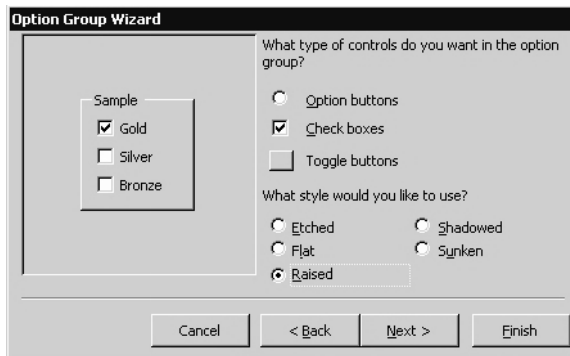 Option Group Wizard
What type of controls do you want in the option
group?
Sample
Gold
Silver
Bronze
Option buttons
Check boxes
Toggle buttons
What style would you like to use?
Etched
Shadowed
Flat
Sunken
Raised
Cancel
< Back
Next >
Finish